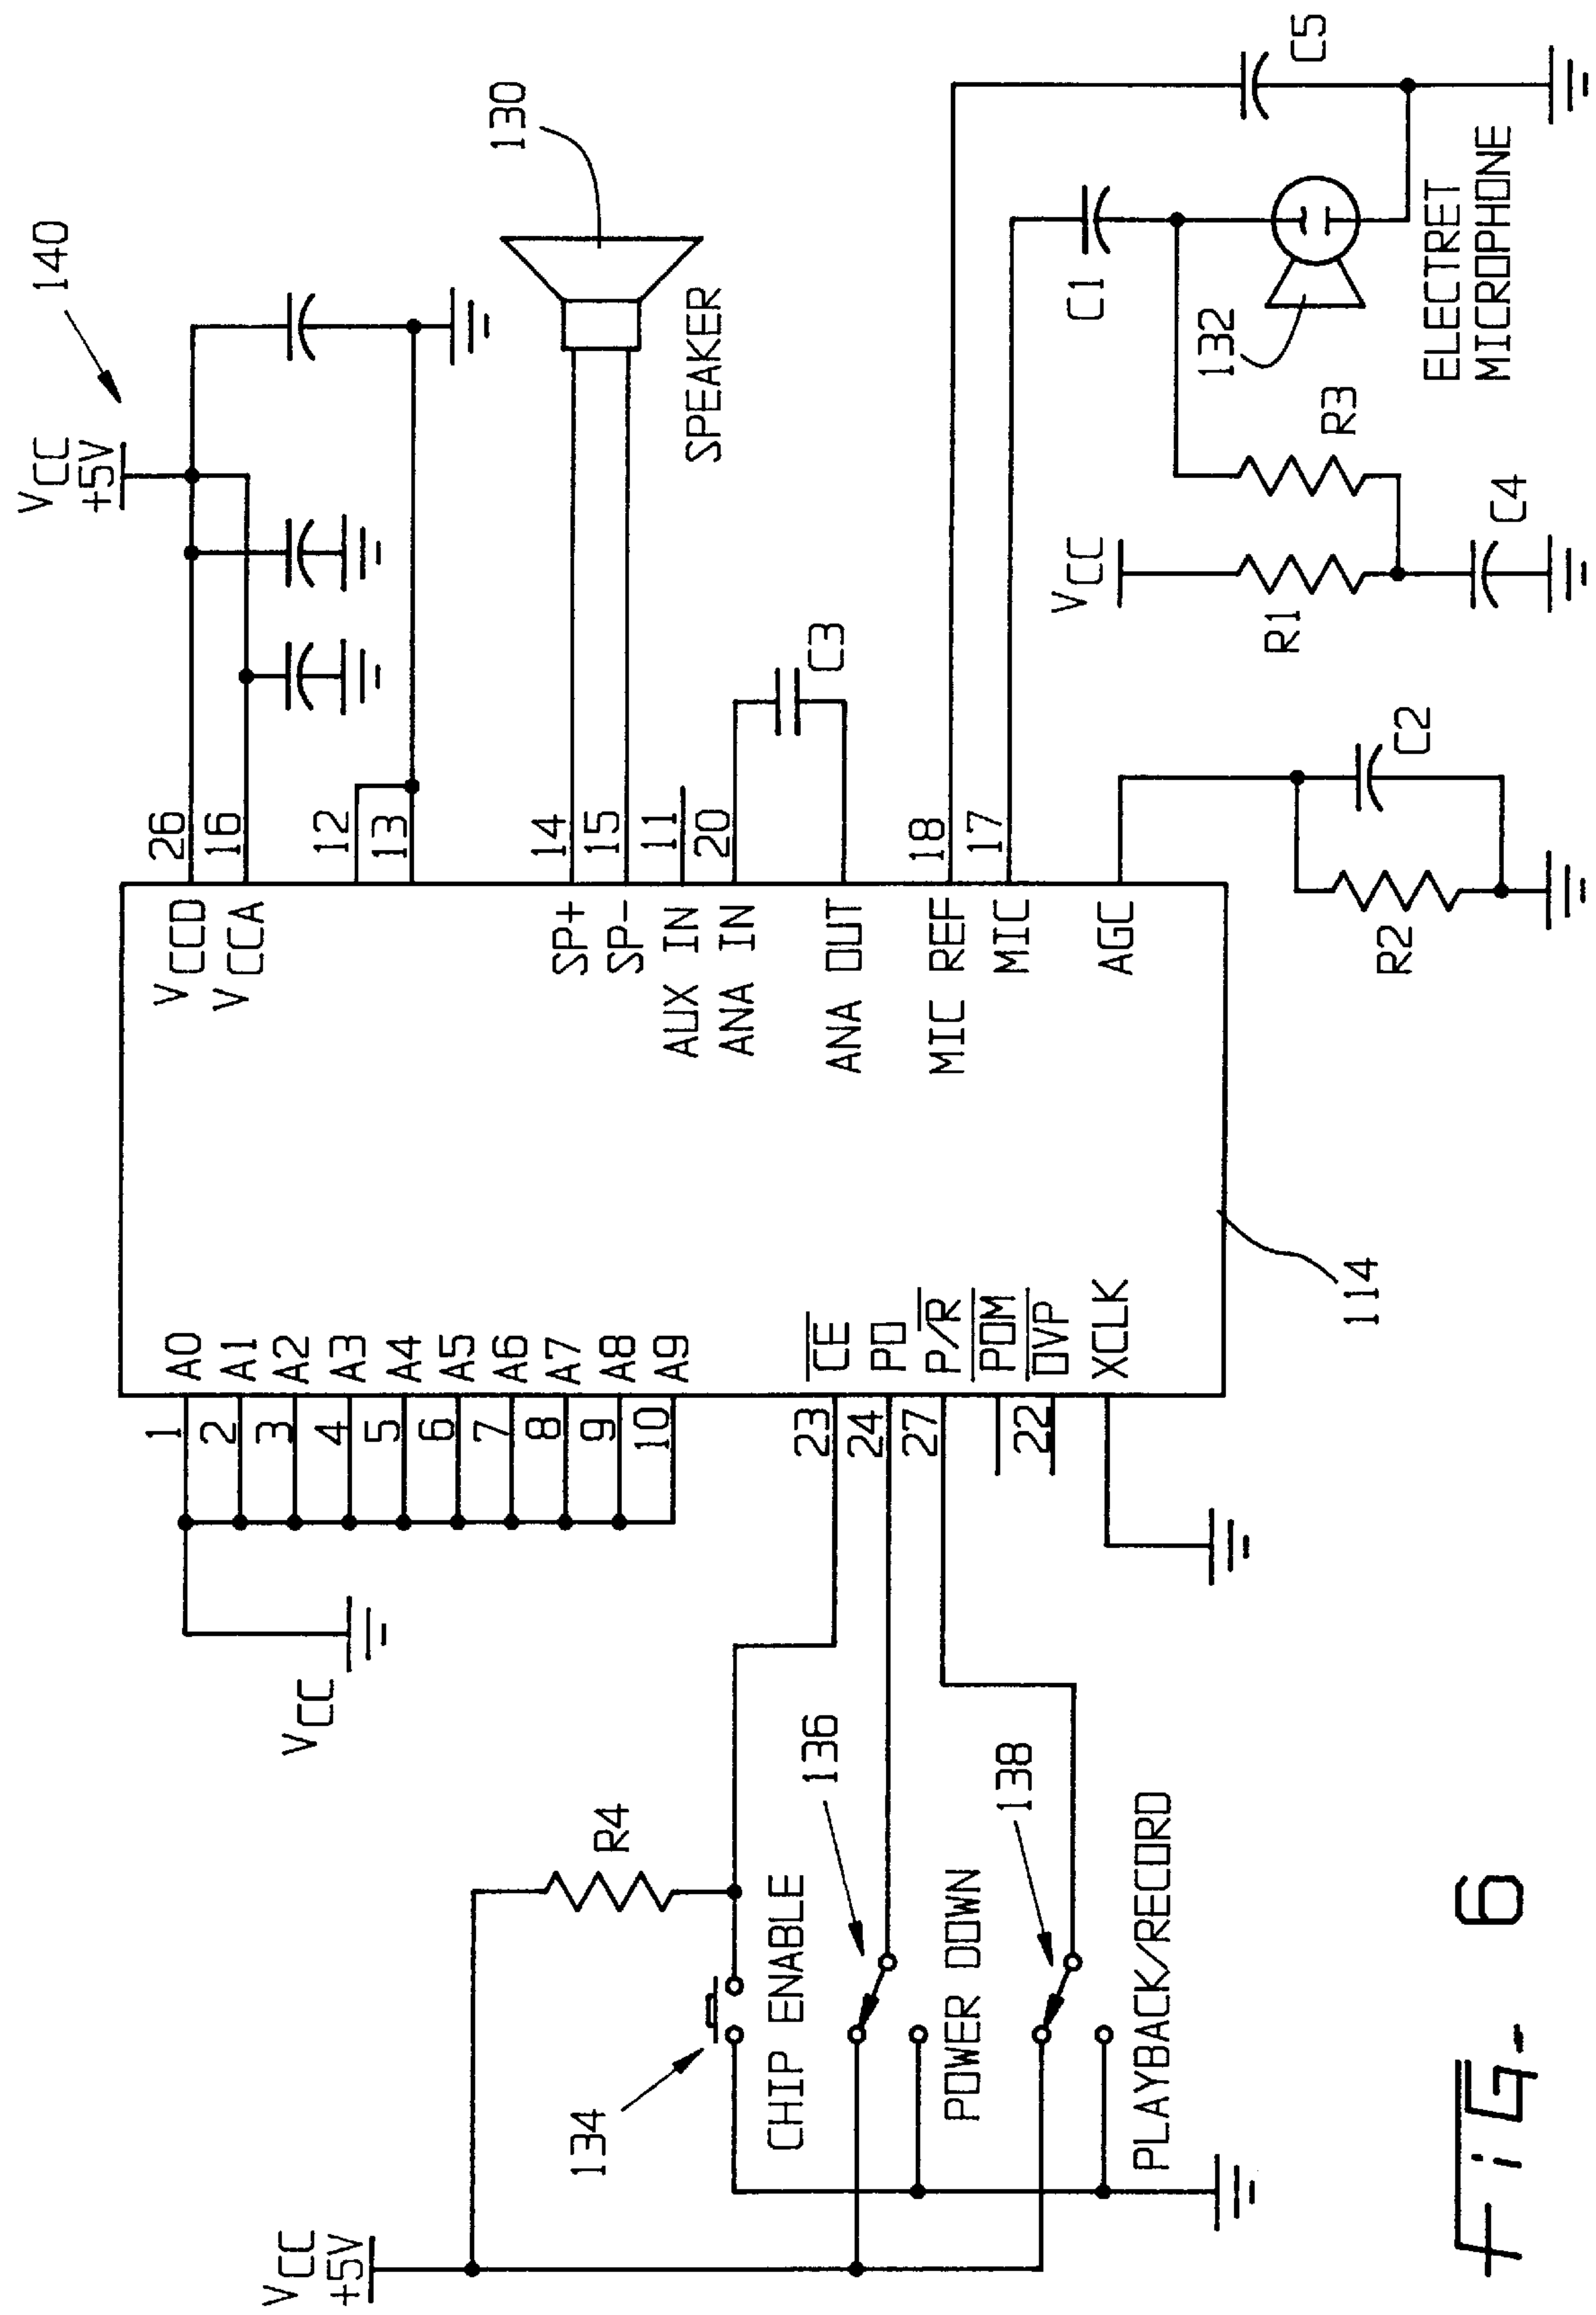 VCC
+5V
134
CHIP ENABLE
R4
136
POWER DOWN
138
PLAYBACK/RECORD
VCC
1
2
3
4
5
6
7
8
9
10
23
24
27
22
A0
A1
A2
A3
A4
A5
A6
A7
A8
A9
CE
PD
P/R
POM
OVP
XCLK
114
VCCD
VCCA
SP+
SP-
AUX IN
ANA IN
ANA OUT
MIC REF
MIC
AGC
26
16
12
13
14
15
11
20
18
17
VCC
+5V
140
130
SPEAKER
C3
R2
C2
VCC
R1
R3
C4
C1
132
ELECTRET
MICROPHONE
C5
FiG. 6